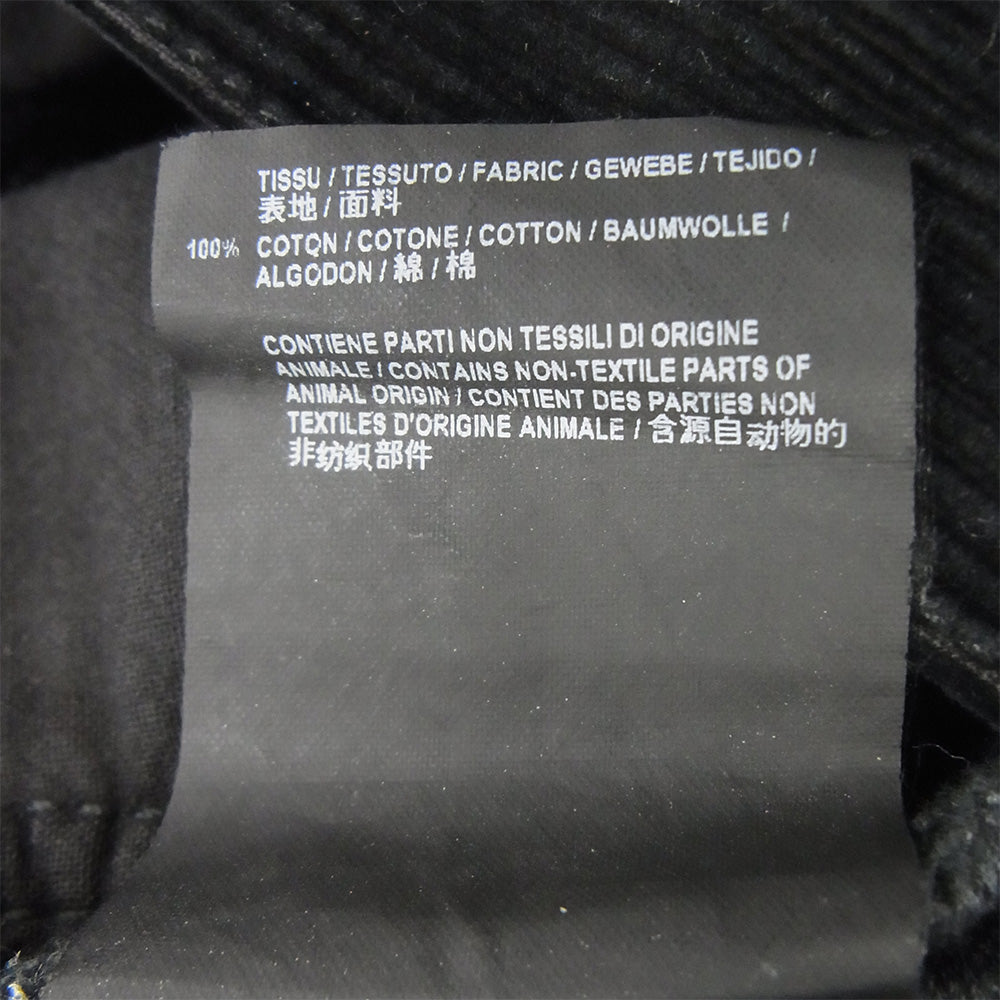 TISSU / TESSUTO / FABRIC / GEWEBE / TEJIDO /
表地 / 面料
100% COTON / COTONE / COTTON / BAUMWOLLE /
ALGODON / 綿 / 棉
CONTIENE PARTI NON TESSILI DI ORIGINE
ANIMALE / CONTAINS NON-TEXTILE PARTS OF
ANIMAL ORIGIN / CONTIENT DES PARTIES NON
TEXTILES D'ORIGINE ANIMALE / 含源自动物的
非纺织部件